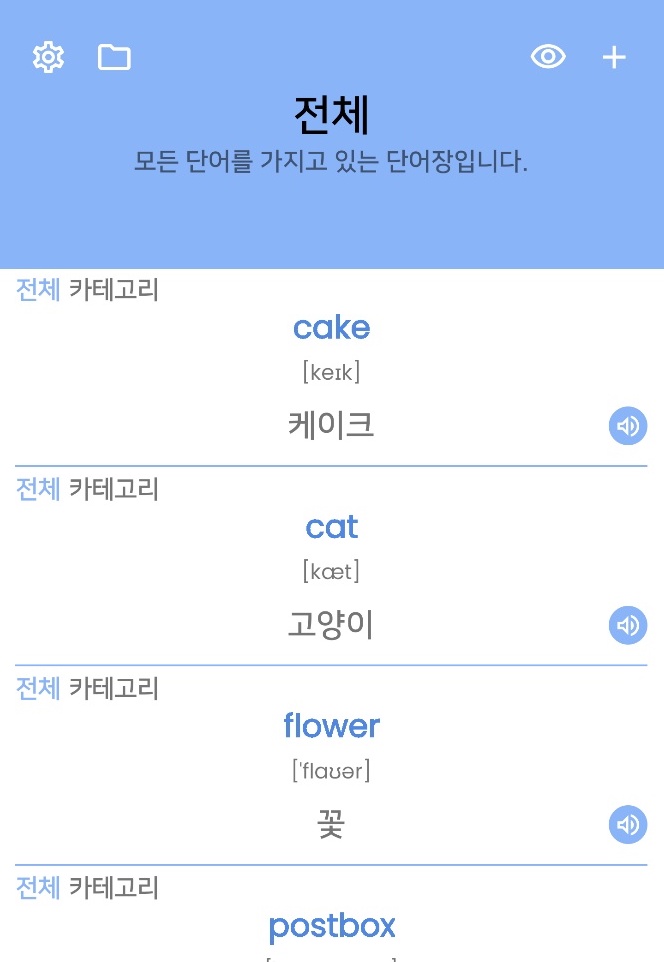 전체
모든 단어를 가지고 있는 단어장입니다.
전체 카테고리
cake
[keɪk]
케이크
전체 카테고리
cat
[kæt]
고양이
전체 카테고리
flower
[ˈflaʊər]
꽃
전체 카테고리
postbox